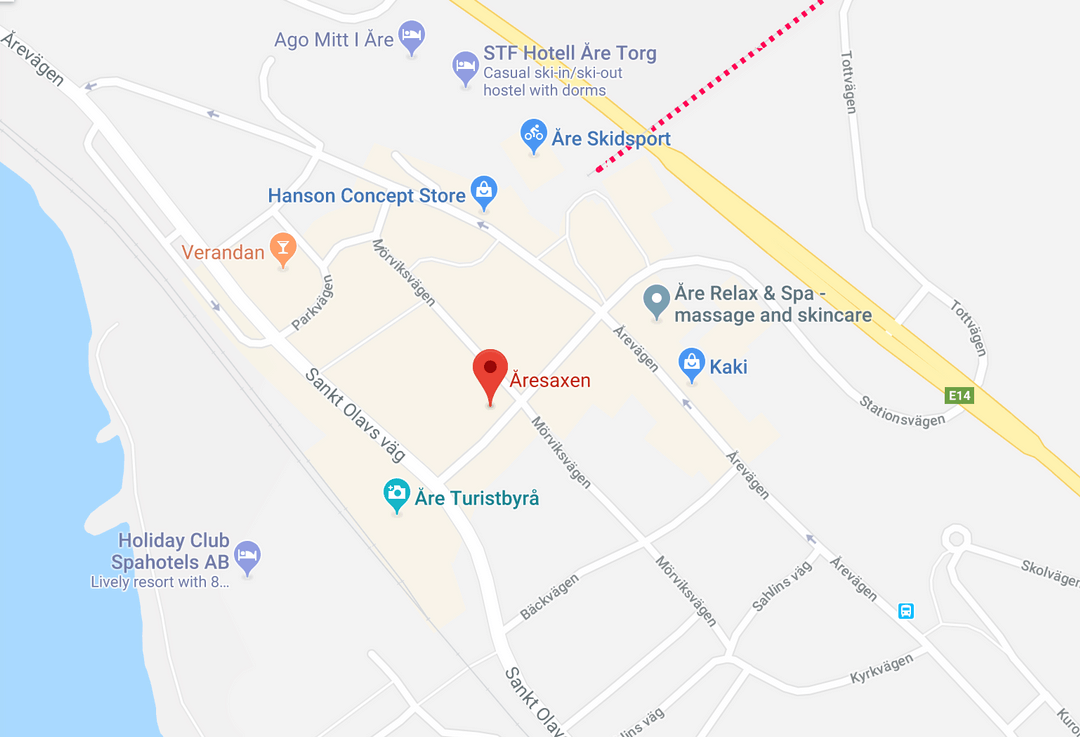 Årevägen
Ago Mitt I Åre
STF Hotell Åre Torg
Casual ski-in/ski-out
hostel with dorms
Tottvägen
Åre Skidsport
Hanson Concept Store
Verandan
Mörviksvägen
Parkvägen
Åre Relax & Spa -
massage and skincare
Tottvägen
Årevägen
Kaki
Åresaxen
E14
Stationsvägen
Sankt Olavs väg
Mörviksvägen
Årevägen
Åre Turistbyrå
Holiday Club
Spahotels AB
Lively resort with 8...
Bäckvägen
Mörviksvägen
Sahlins väg
Årevägen
Skolväger
Kyrkvägen
Sankt Olav
lins väg
Kuro